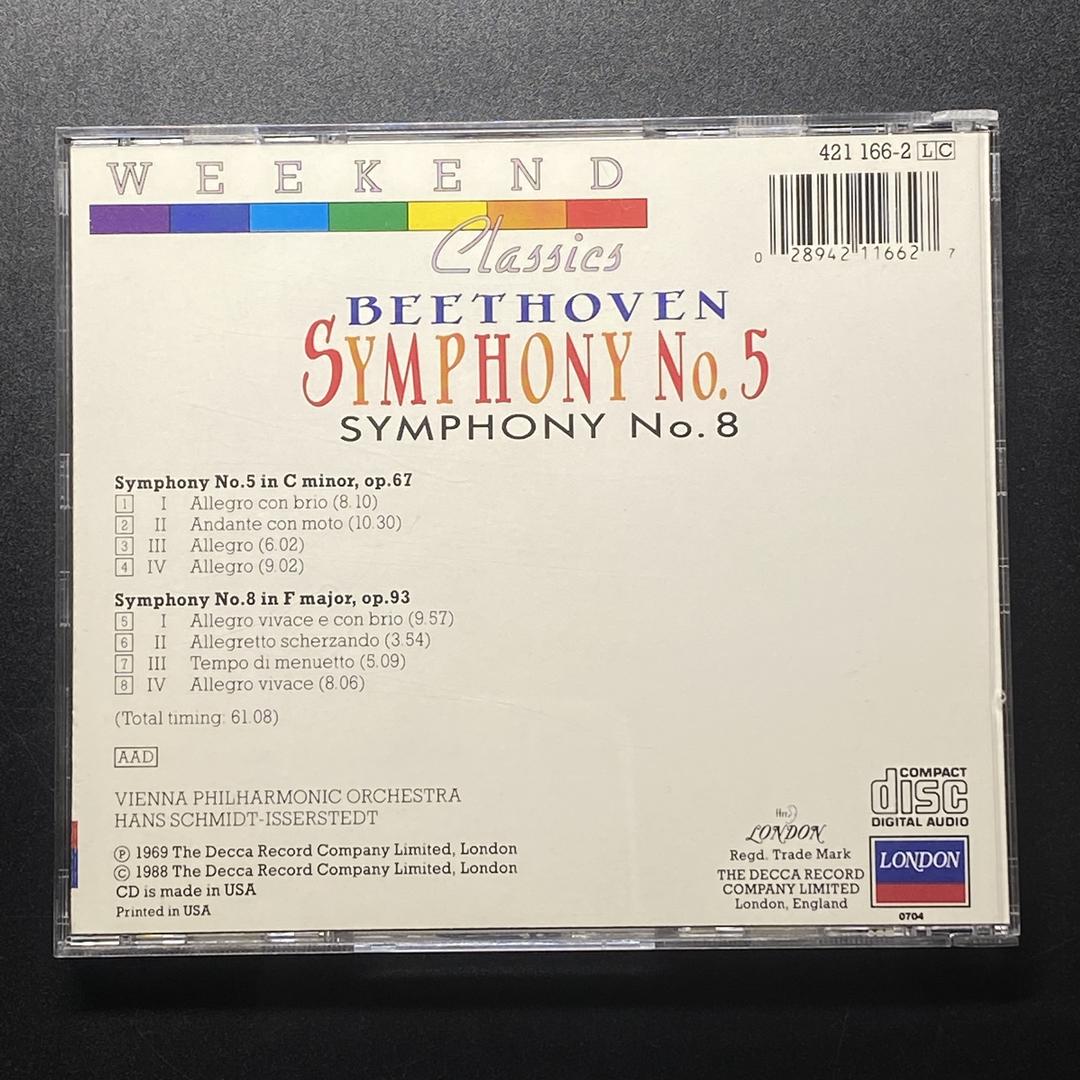 WEEKEND
Classics
421 166-2 LC
0 28942 11662 7
BEETHOVEN
SYMPHONY No. 5
SYMPHONY No. 8
Symphony No.5 in C minor, op.67
1 I Allegro con brio (8.10)
2 II Andante con moto (10.30)
3 III Allegro (6.02)
4 IV Allegro (9.02)
Symphony No.8 in F major, op.93
5 I Allegro vivace e con brio (9.57)
6 II Allegretto scherzando (3.54)
7 III Tempo di menuetto (5.09)
8 IV Allegro vivace (8.06)
(Total timing: 61.08)
AAD
VIENNA PHILHARMONIC ORCHESTRA
HANS SCHMIDT-ISSERSTEDT
Ⓟ 1969 The Decca Record Company Limited, London
© 1988 The Decca Record Company Limited, London
CD is made in USA
Printed in USA
LONDON
Regd. Trade Mark
THE DECCA RECORD
COMPANY LIMITED
London, England
COMPACT
disc
DIGITAL AUDIO
LONDON
0704